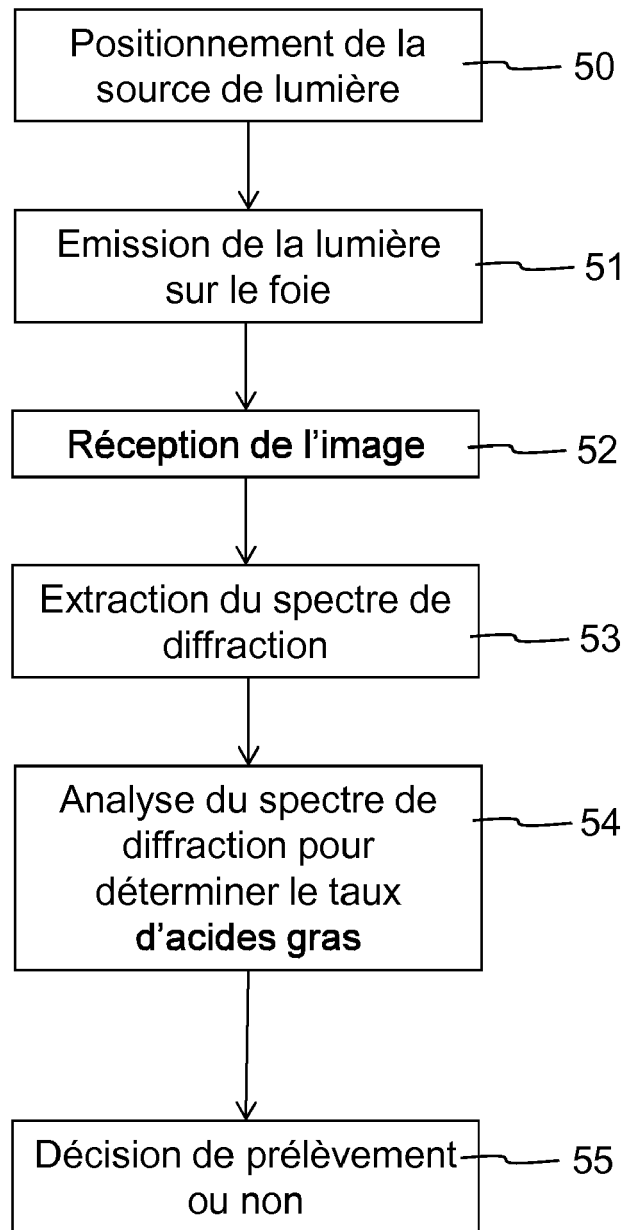 Positionnement de la
source de lumière
50
Emission de la lumière
sur le foie
51
Réception de l'image
52
Extraction du spectre de
diffraction
53
Analyse du spectre de
diffraction pour
déterminer le taux
d'acides gras
54
Décision de prélèvement
ou non
55